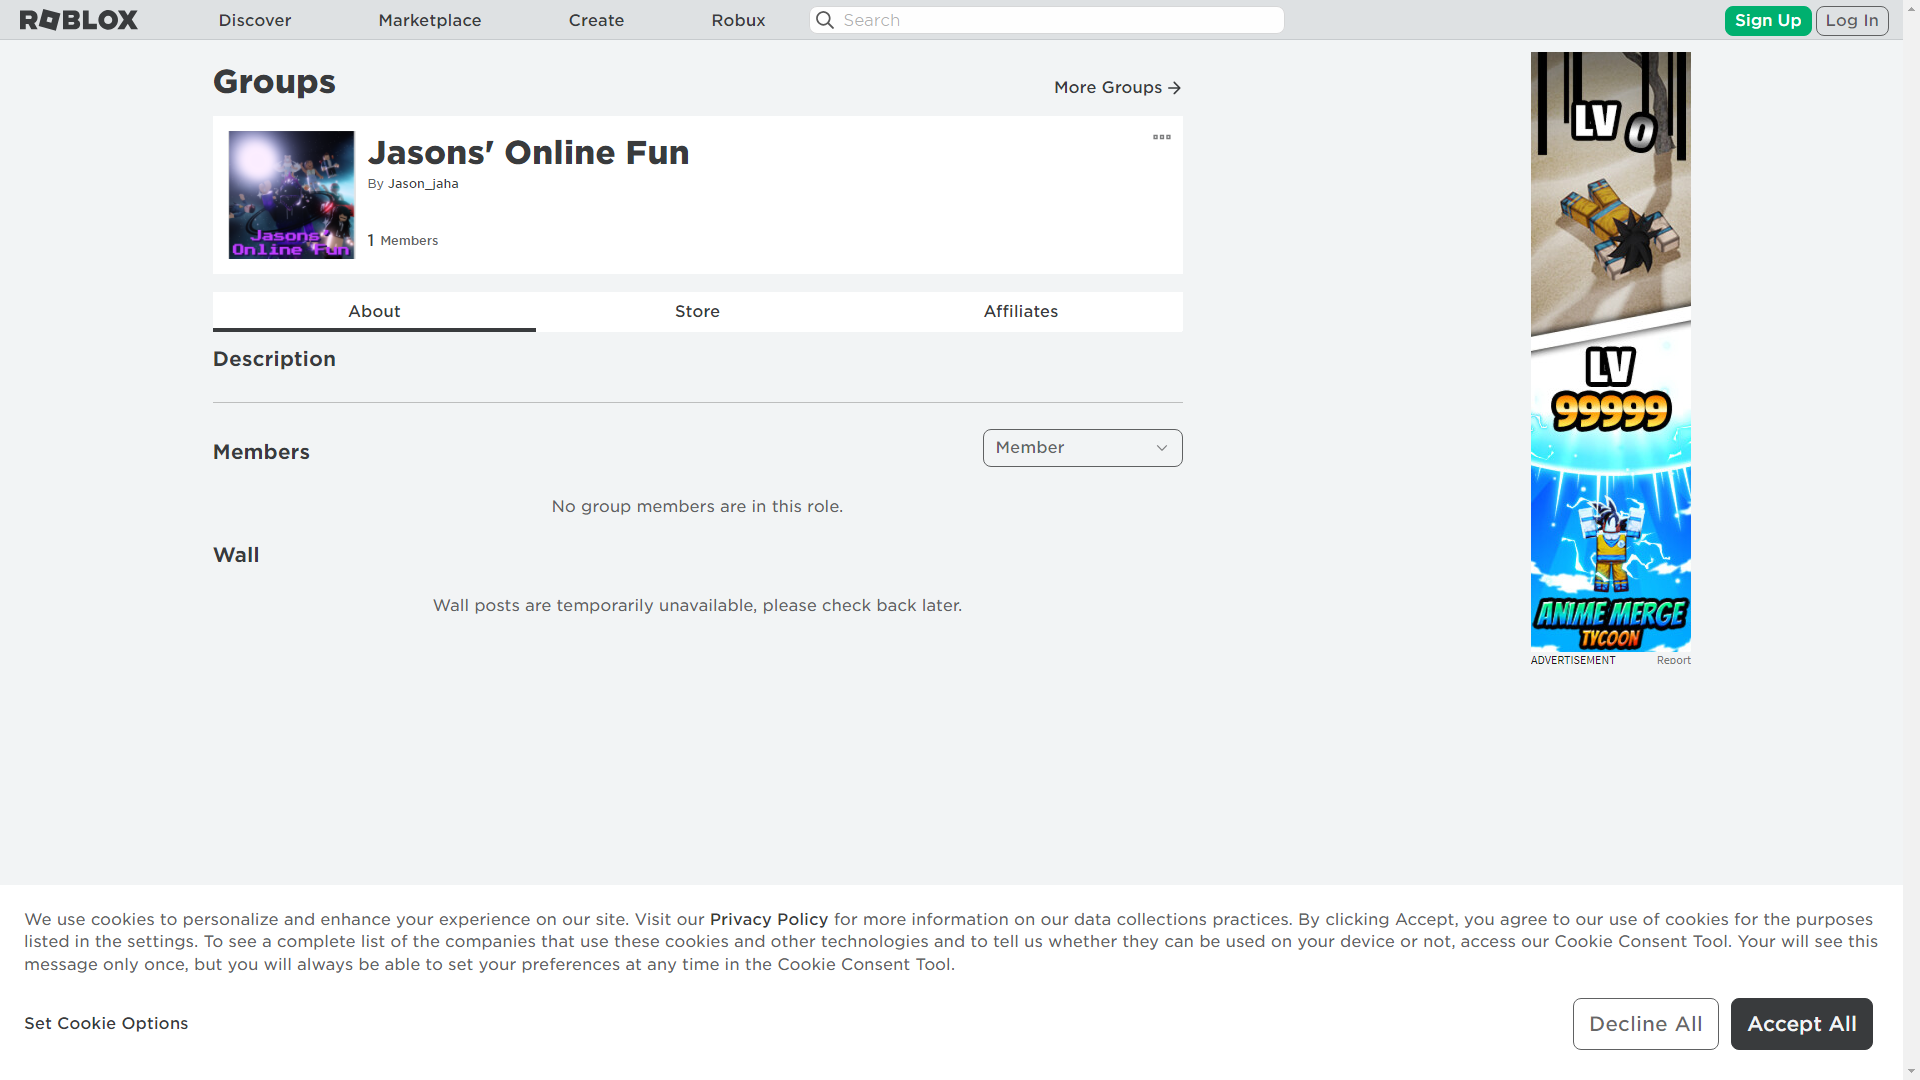 ROBLOX
Discover
Marketplace
Create
Robux
Search
Sign Up
Log In
Groups
More Groups
Jasons' Online Fun
By Jason_jaha
1 Members
Jasons'
Online Fun
About
Store
Affiliates
Description
Members
Member
No group members are in this role.
Wall
Wall posts are temporarily unavailable, please check back later.
LV 0
LV
99999
ANIME MERGE
TYCOON
ADVERTISEMENT
Report
We use cookies to personalize and enhance your experience on our site. Visit our Privacy Policy for more information on our data collections practices. By clicking Accept, you agree to our use of cookies for the purposes
listed in the settings. To see a complete list of the companies that use these cookies and other technologies and to tell us whether they can be used on your device or not, access our Cookie Consent Tool. Your will see this
message only once, but you will always be able to set your preferences at any time in the Cookie Consent Tool.
Set Cookie Options
Decline All
Accept All